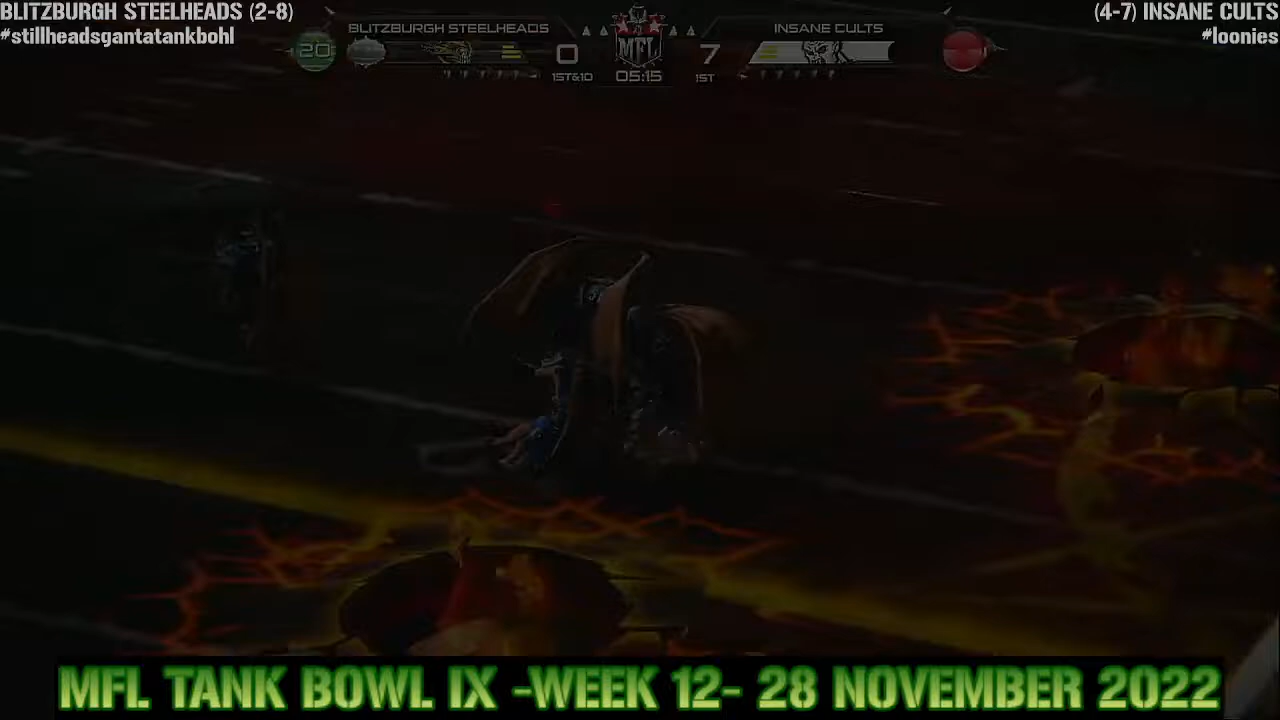 BLITZBURGH STEELHEADS (2-8)
#stillheadsgantatankbohl
(4-7) INSANE CULTS
#loonies
BLITZBURGH STEELHEADS
INSANE CULTS
20
0
MFL
7
1ST&10
05:15
1ST
MFL TANK BOWL IX -WEEK 12- 28 NOVEMBER 2022